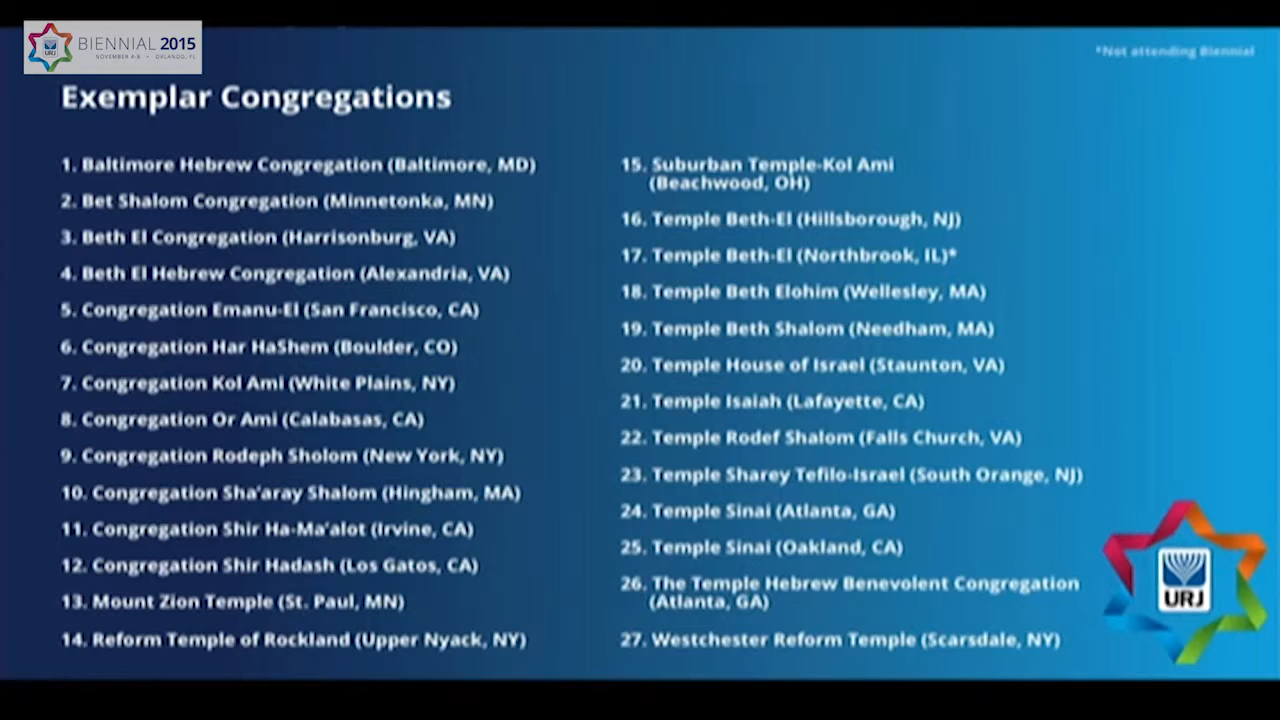 BIENNIAL 2015
URJ
NOVEMBER 4-8 • ORLANDO, FL
*Not attending Biennial
Exemplar Congregations
1. Baltimore Hebrew Congregation (Baltimore, MD)
2. Bet Shalom Congregation (Minnetonka, MN)
3. Beth El Congregation (Harrisonburg, VA)
4. Beth El Hebrew Congregation (Alexandria, VA)
5. Congregation Emanu-El (San Francisco, CA)
6. Congregation Har HaShem (Boulder, CO)
7. Congregation Kol Ami (White Plains, NY)
8. Congregation Or Ami (Calabasas, CA)
9. Congregation Rodeph Sholom (New York, NY)
10. Congregation Sha'aray Shalom (Hingham, MA)
11. Congregation Shir Ha-Ma'alot (Irvine, CA)
12. Congregation Shir Hadash (Los Gatos, CA)
13. Mount Zion Temple (St. Paul, MN)
14. Reform Temple of Rockland (Upper Nyack, NY)
15. Suburban Temple-Kol Ami
(Beachwood, OH)
16. Temple Beth-El (Hillsborough, NJ)
17. Temple Beth-El (Northbrook, IL)*
18. Temple Beth Elohim (Wellesley, MA)
19. Temple Beth Shalom (Needham, MA)
20. Temple House of Israel (Staunton, VA)
21. Temple Isaiah (Lafayette, CA)
22. Temple Rodef Shalom (Falls Church, VA)
23. Temple Sharey Tefilo-Israel (South Orange, NJ)
24. Temple Sinai (Atlanta, GA)
25. Temple Sinai (Oakland, CA)
26. The Temple Hebrew Benevolent Congregation
(Atlanta, GA)
27. Westchester Reform Temple (Scarsdale, NY)
URJ